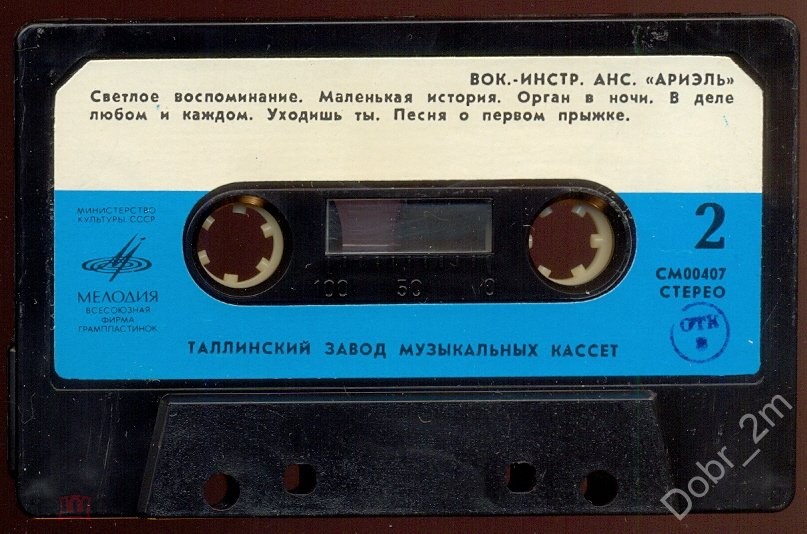 ВОК.-ИНСТР. АНС. «АРИЭЛЬ»
Светлое воспоминание. Маленькая история. Орган в ночи. В деле
любом и каждом. Уходишь ты. Песня о первом прыжке.
МИНИСТЕРСТВО
КУЛЬТУРЫ СССР
МЕЛОДИЯ
ВСЕСОЮЗНАЯ
ФИРМА
ГРАМПЛАСТИНОК
2
СМ00407
СТЕРЕО
ОТК
100 50 0
ТАЛЛИНСКИЙ ЗАВОД МУЗЫКАЛЬНЫХ КАССЕТ
Dobr_2m